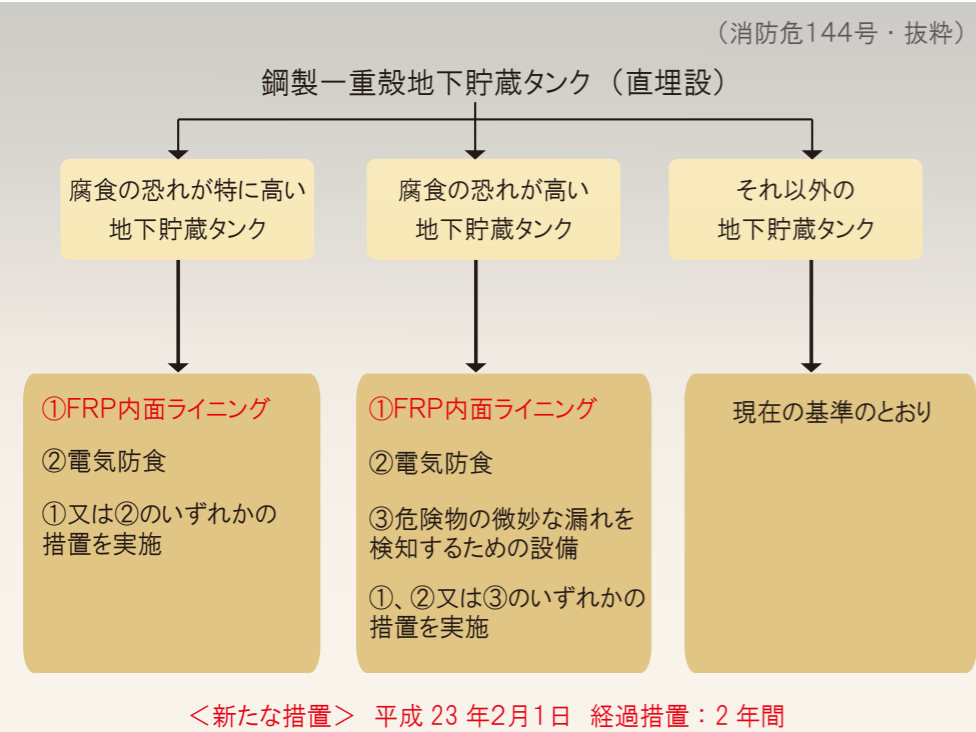 （消防危144号・抜粋）
鋼製一重殻地下貯蔵タンク（直埋設）
腐食の恐れが特に高い
地下貯蔵タンク
腐食の恐れが高い
地下貯蔵タンク
それ以外の
地下貯蔵タンク
①FRP内面ライニング
②電気防食
①又は②のいずれかの
措置を実施
①FRP内面ライニング
②電気防食
③危険物の微妙な漏れを
検知するための設備
①、②又は③のいずれかの
措置を実施
現在の基準のとおり
＜新たな措置＞ 平成 23 年2月1日 経過措置：2 年間